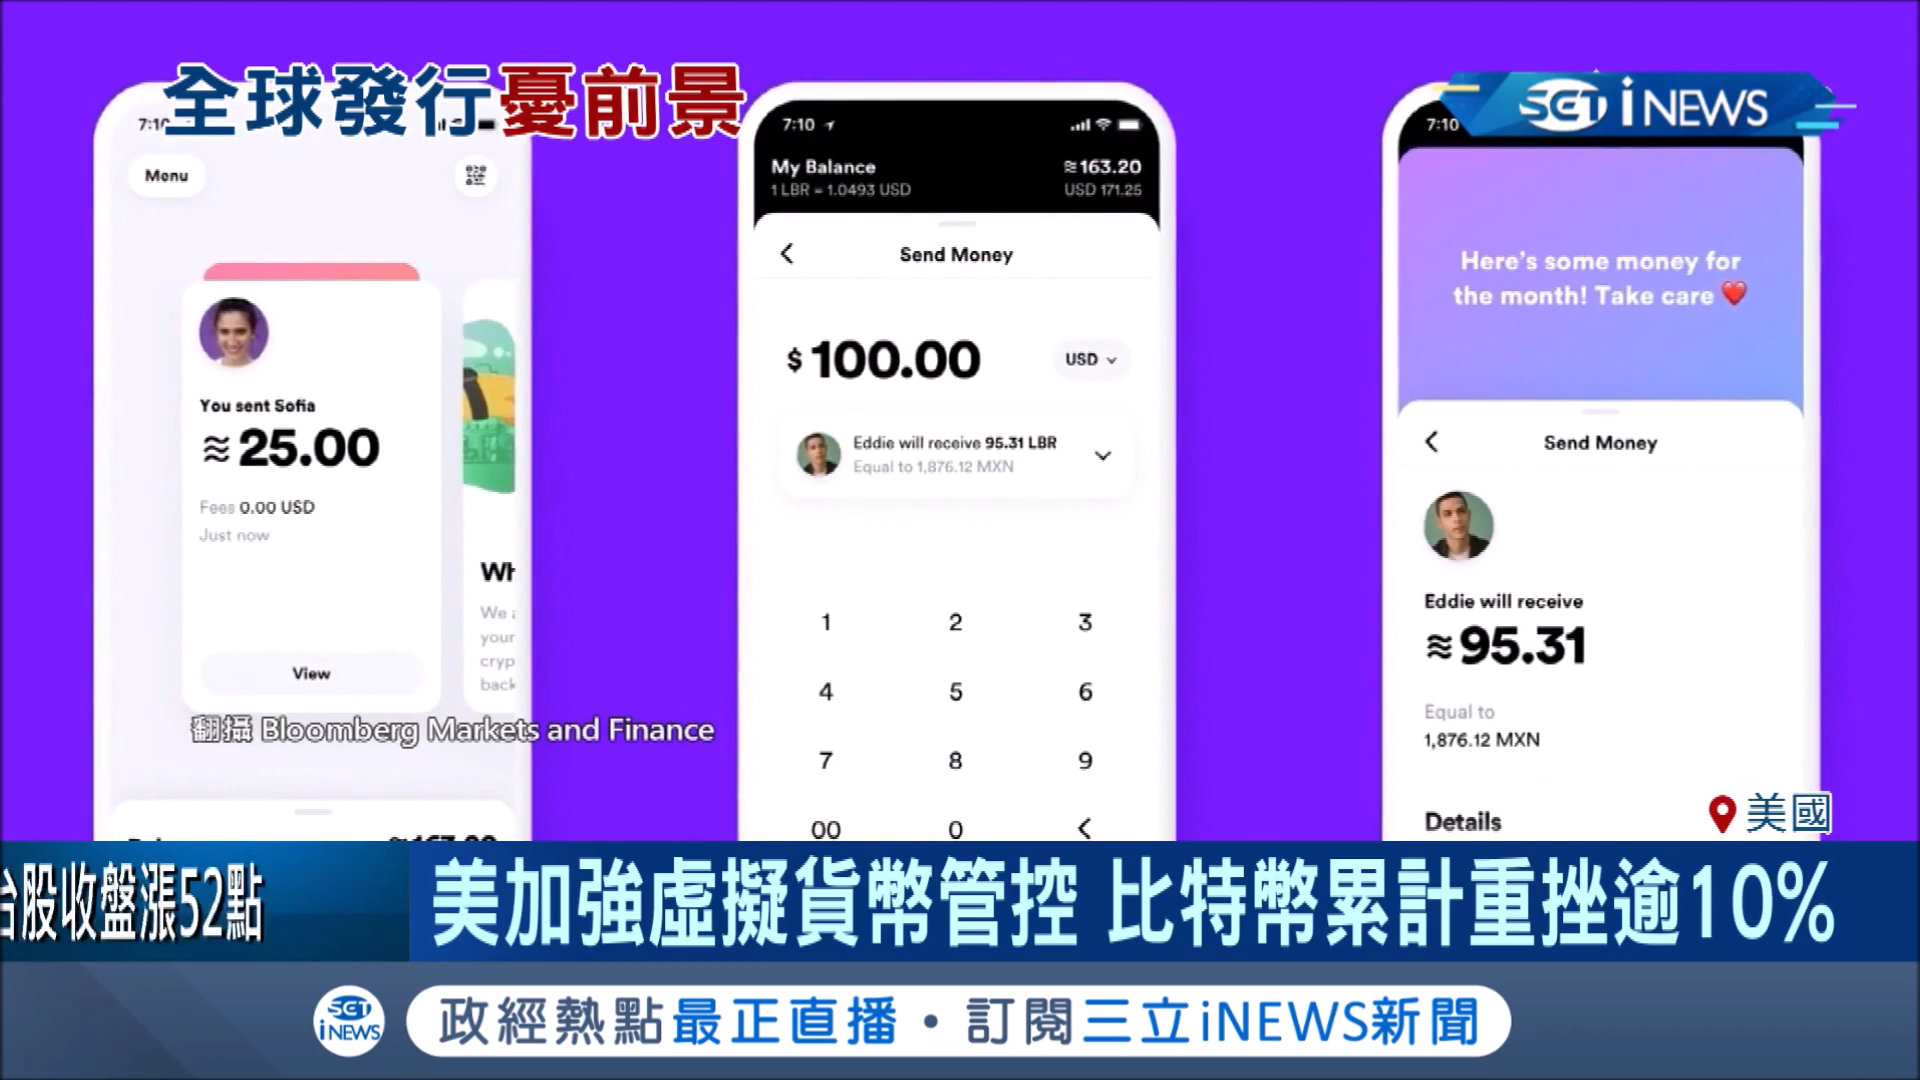 全球發行憂前景
SET iNEWS
7:10
Menu
You sent Sofia
≋25.00
Fees 0.00 USD
Just now
View
Wh
We a
your
cryp
back
7:10
My Balance
≋163.20
1 LBR = 1.0493 USD
USD 171.25
Send Money
$100.00
USD
Eddie will receive 95.31 LBR
Equal to 1,876.12 MXN
1 2 3
4 5 6
7 8 9
00 0
7:10
Here's some money for
the month! Take care ❤️
Send Money
Eddie will receive
≋95.31
Equal to
1,876.12 MXN
Details
翻攝 Bloomberg Markets and Finance
美國
台股收盤漲52點
美加強虛擬貨幣管控 比特幣累計重挫逾10%
SET iNEWS
政經熱點最正直播・訂閱三立iNEWS新聞